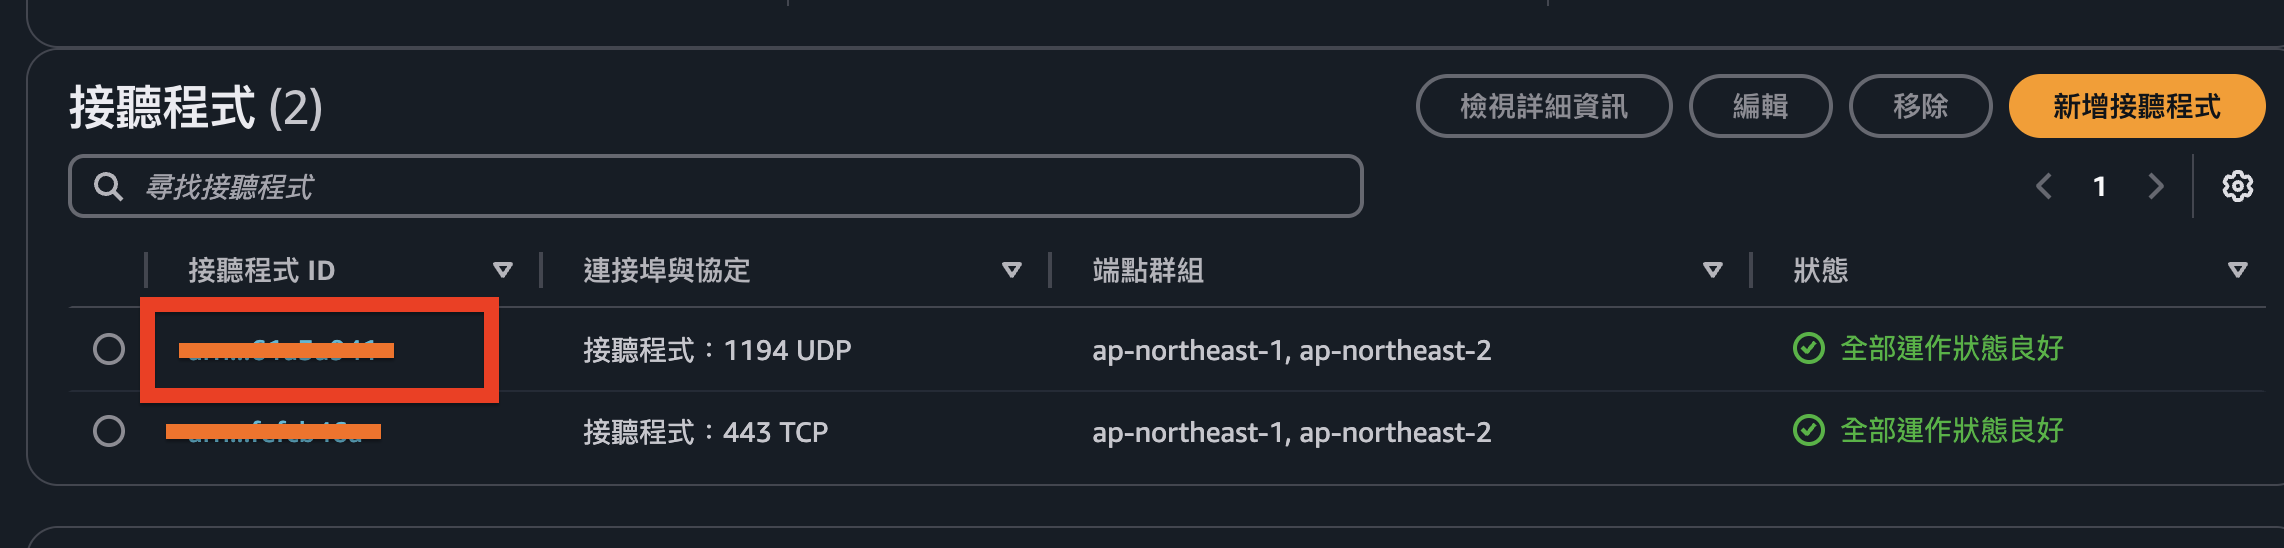 接聽程式 (2)
檢視詳細資訊
編輯
移除
新增接聽程式
尋找接聽程式
1
接聽程式 ID
連接埠與協定
端點群組
狀態
接聽程式：1194 UDP
ap-northeast-1, ap-northeast-2
全部運作狀態良好
接聽程式：443 TCP
ap-northeast-1, ap-northeast-2
全部運作狀態良好